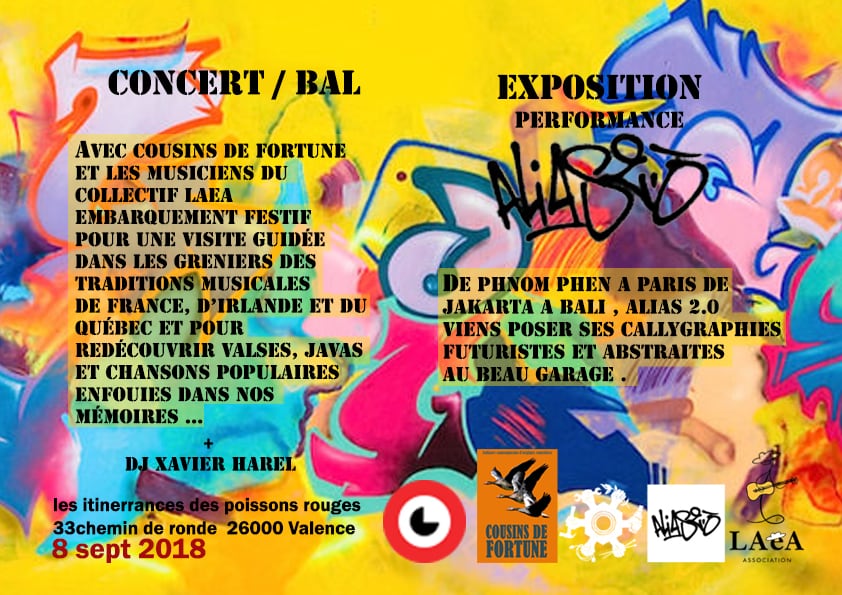 CONCERT / BAL
AVEC COUSINS DE FORTUNE
ET LES MUSICIENS DU
COLLECTIF LAEA
EMBARQUEMENT FESTIF
POUR UNE VISITE GUIDÉE
DANS LES GRENIERS DES
TRADITIONS MUSICALES
DE FRANCE, D'IRLANDE ET DU
QUÉBEC ET POUR
REDÉCOUVRIR VALSES, JAVAS
ET CHANSONS POPULAIRES
ENFOUIES DANS NOS
MÉMOIRES ...
+
DJ XAVIER HAREL
EXPOSITION
PERFORMANCE
DE PHNOM PHEN A PARIS DE
JAKARTA A BALI , ALIAS 2.0
VIENS POSER SES CALLYGRAPHIES
FUTURISTES ET ABSTRAITES
AU BEAU GARAGE .
les itinerrances des poissons rouges
33chemin de ronde 26000 Valence
8 sept 2018
COUSINS DE
FORTUNE
LAéA
ASSOCIATION